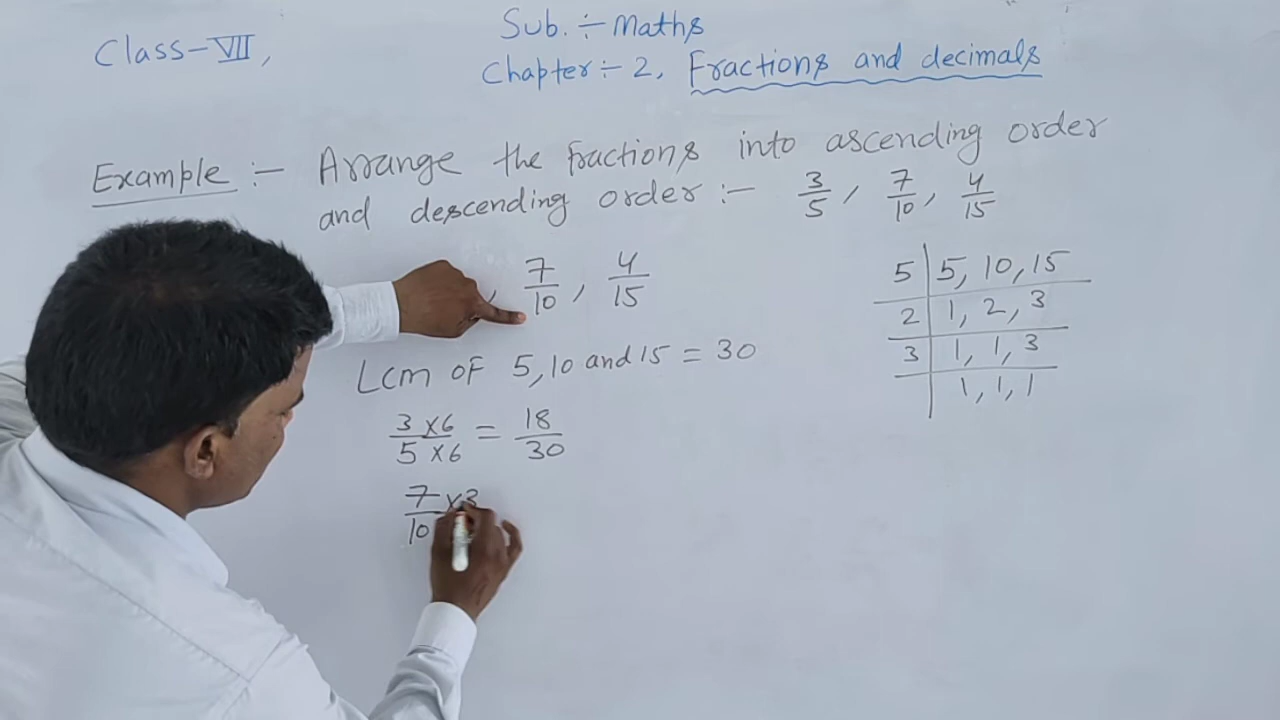 Class-VII,
Sub. :- Maths
Chapter :- 2, Fractions and decimals
Example :- Arrange the fractions into ascending order
and descending order :- 3/5, 7/10, 4/15
, 7/10, 4/15
Lcm of 5, 10 and 15 = 30
3×6/5×6 = 18/30
7×3/10
5 | 5, 10, 15
2 | 1, 2, 3
3 | 1, 1, 3
| 1, 1, 1